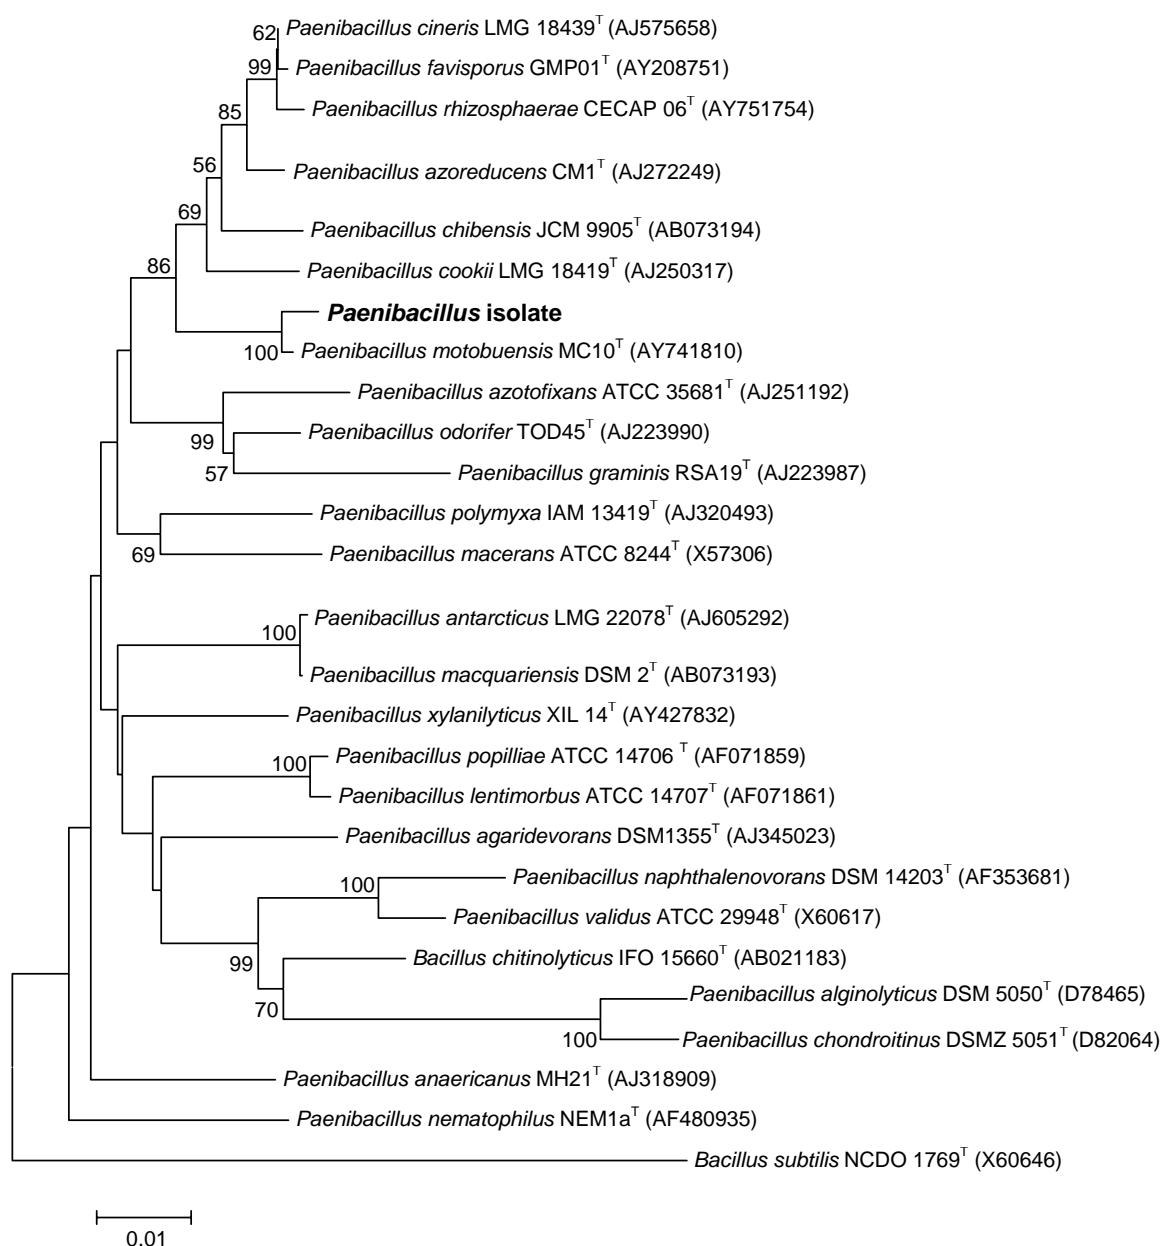 62
Paenibacillus cineris LMG 18439T (AJ575658)
99
Paenibacillus favisporus GMP01T (AY208751)
Paenibacillus rhizosphaerae CECAP 06T (AY751754)
85
56
Paenibacillus azoreducens CM1T (AJ272249)
69
Paenibacillus chibensis JCM 9905T (AB073194)
86
Paenibacillus cookii LMG 18419T (AJ250317)
Paenibacillus isolate
100
Paenibacillus motobuensis MC10T (AY741810)
Paenibacillus azotofixans ATCC 35681T (AJ251192)
99
Paenibacillus odorifer TOD45T (AJ223990)
57
Paenibacillus graminis RSA19T (AJ223987)
Paenibacillus polymyxa IAM 13419T (AJ320493)
69
Paenibacillus macerans ATCC 8244T (X57306)
100
Paenibacillus antarcticus LMG 22078T (AJ605292)
Paenibacillus macquariensis DSM 2T (AB073193)
Paenibacillus xylanilyticus XIL 14T (AY427832)
100
Paenibacillus popilliae ATCC 14706 T (AF071859)
Paenibacillus lentimorbus ATCC 14707T (AF071861)
Paenibacillus agaridevorans DSM1355T (AJ345023)
100
Paenibacillus naphthalenovorans DSM 14203T (AF353681)
Paenibacillus validus ATCC 29948T (X60617)
99
Bacillus chitinolyticus IFO 15660T (AB021183)
70
Paenibacillus alginolyticus DSM 5050T (D78465)
100
Paenibacillus chondroitinus DSMZ 5051T (D82064)
Paenibacillus anaericanus MH21T (AJ318909)
Paenibacillus nematophilus NEM1aT (AF480935)
Bacillus subtilis NCDO 1769T (X60646)
0.01